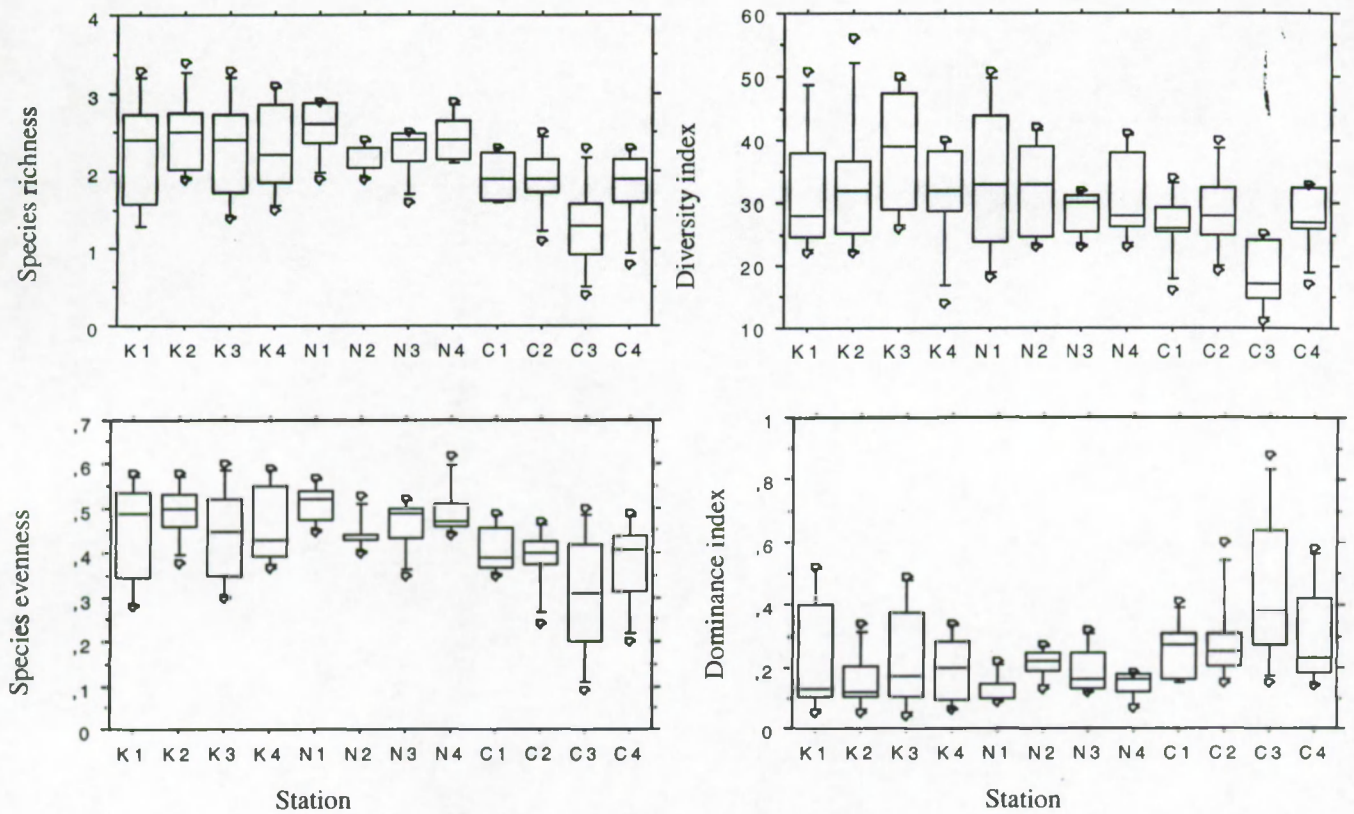 Species richness
4
3
2
1
0
K1 K2 K3 K4 N1 N2 N3 N4 C1 C2 C3 C4
Diversity index
60
50
40
30
20
10
K1 K2 K3 K4 N1 N2 N3 N4 C1 C2 C3 C4
Species eveness
.7
.6
.5
.4
.3
.2
.1
0
K1 K2 K3 K4 N1 N2 N3 N4 C1 C2 C3 C4
Station
Dominance index
1
.8
.6
.4
.2
0
K1 K2 K3 K4 N1 N2 N3 N4 C1 C2 C3 C4
Station